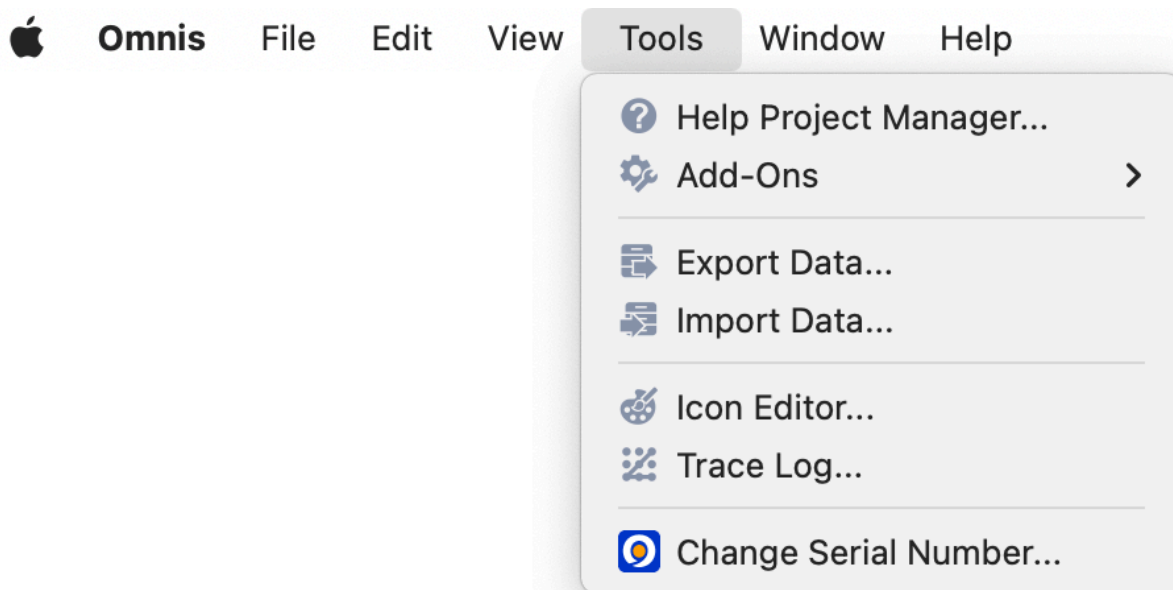 Omnis File Edit View Tools Window Help
Help Project Manager...
Add-Ons
Export Data...
Import Data...
Icon Editor...
Trace Log...
Change Serial Number...